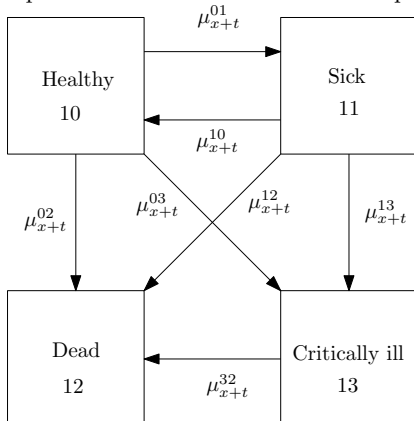 μ^{01}_{x+t}
Healthy
10
Sick
11
μ^{10}_{x+t}
μ^{02}_{x+t}
μ^{03}_{x+t}
μ^{12}_{x+t}
μ^{13}_{x+t}
Dead
12
Critically ill
13
μ^{32}_{x+t}